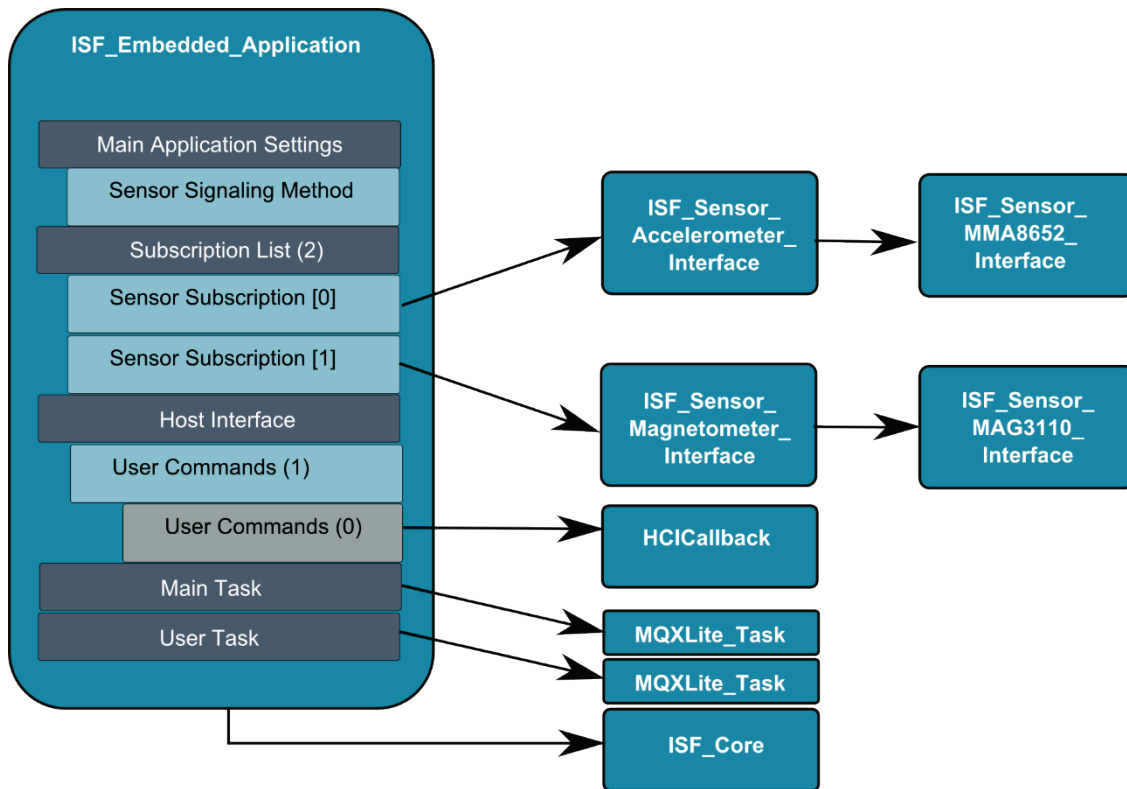 ISF_Embedded_Application
Main Application Settings
Sensor Signaling Method
Subscription List (2)
Sensor Subscription [0]
Sensor Subscription [1]
Host Interface
User Commands (1)
User Commands (0)
Main Task
User Task
ISF_Sensor_
Accelerometer_
Interface
ISF_Sensor_
MMA8652_
Interface
ISF_Sensor_
Magnetometer_
Interface
ISF_Sensor_
MAG3110_
Interface
HCICallback
MQXLite_Task
MQXLite_Task
ISF_Core